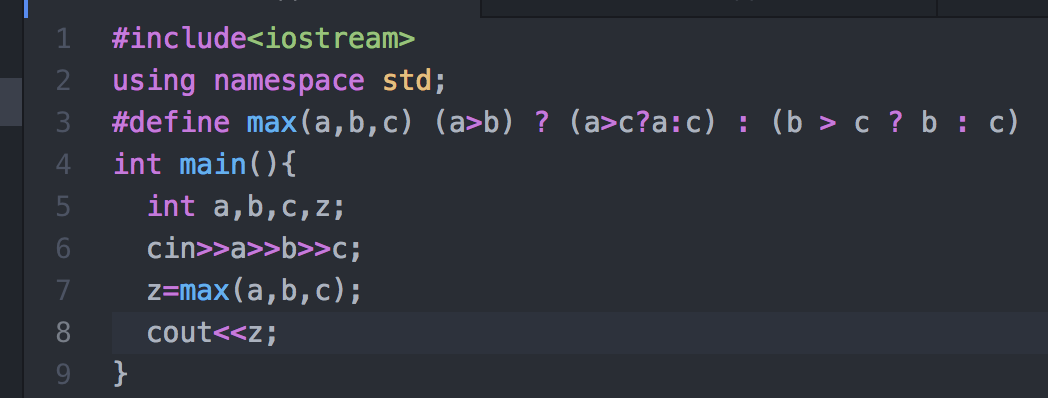 1 #include<iostream>
2 using namespace std;
3 #define max(a,b,c) (a>b) ? (a>c?a:c) : (b > c ? b : c)
4 int main(){
5 int a,b,c,z;
6 cin>>a>>b>>c;
7 z=max(a,b,c);
8 cout<<z;
9 }